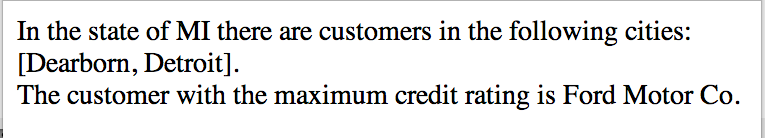 In the state of MI there are customers in the following cities:
[Dearborn, Detroit].
The customer with the maximum credit rating is Ford Motor Co.